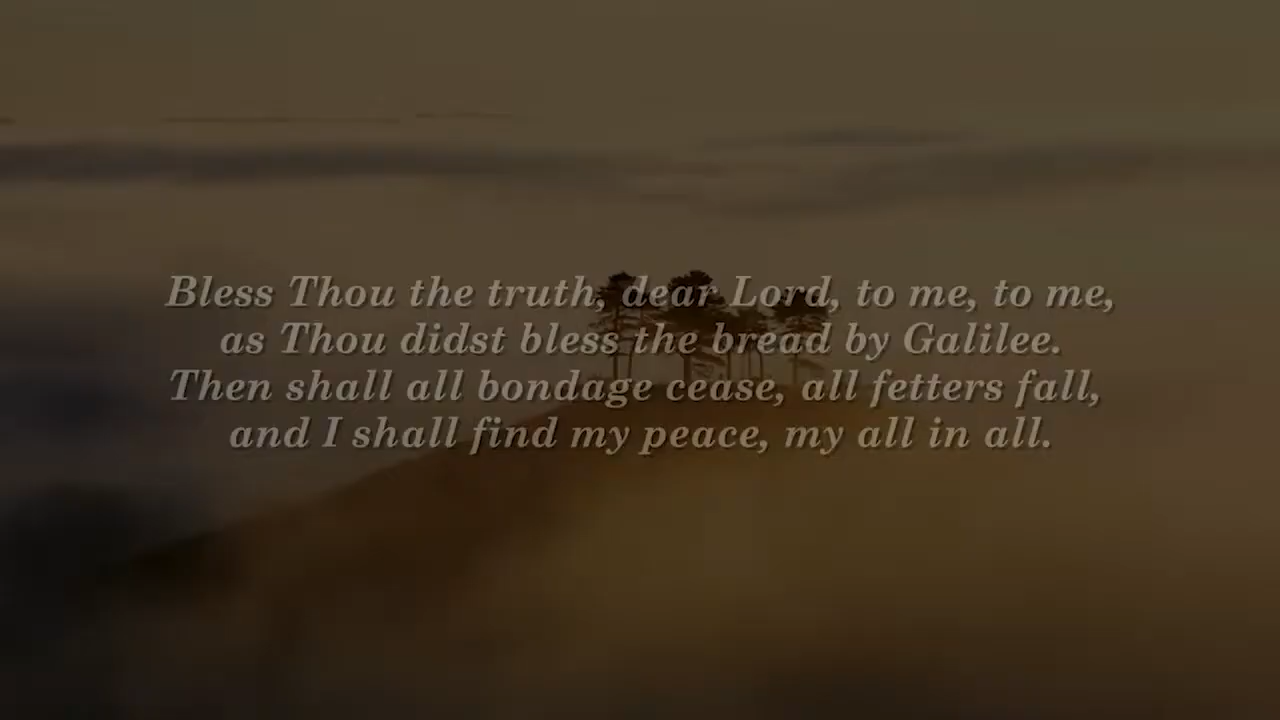 Bless Thou the truth, dear Lord, to me, to me,
as Thou didst bless the bread by Galilee.
Then shall all bondage cease, all fetters fall,
and I shall find my peace, my all in all.